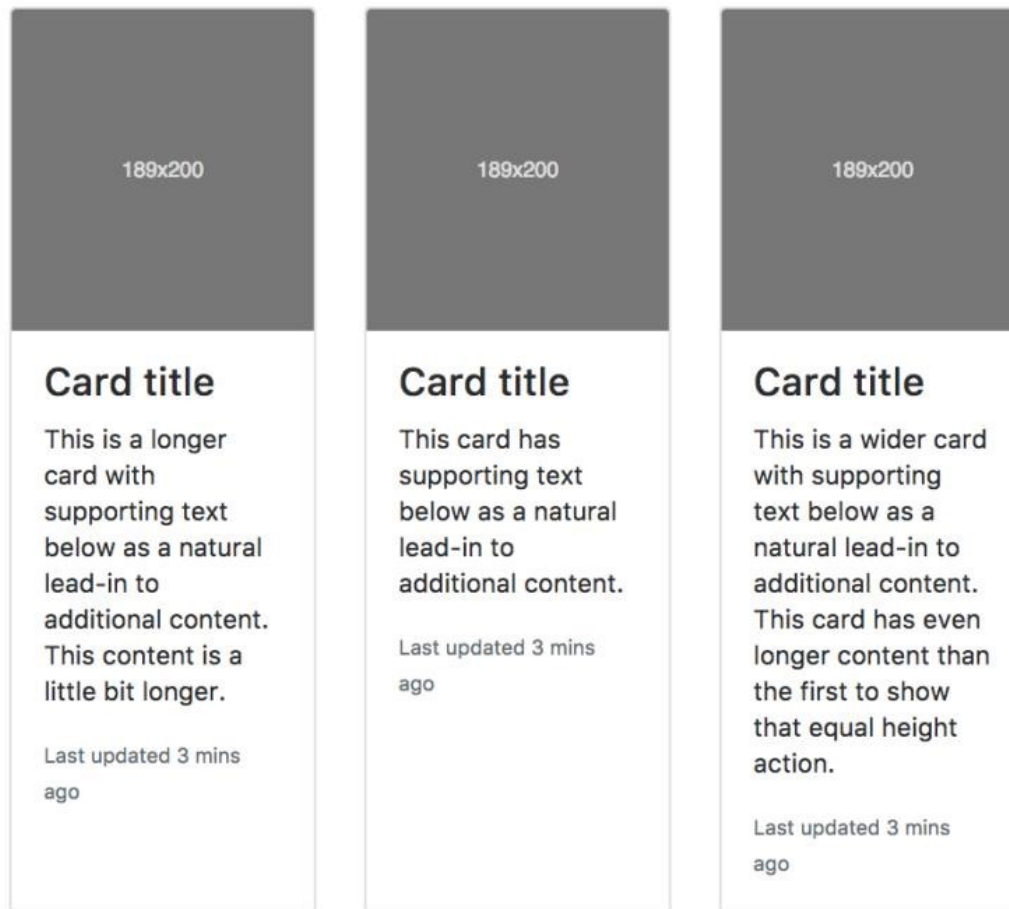 189x200
Card title
This is a longer
card with
supporting text
below as a natural
lead-in to
additional content.
This content is a
little bit longer.
Last updated 3 mins
ago
189x200
Card title
This card has
supporting text
below as a natural
lead-in to
additional content.
Last updated 3 mins
ago
189x200
Card title
This is a wider card
with supporting
text below as a
natural lead-in to
additional content.
This card has even
longer content than
the first to show
that equal height
action.
Last updated 3 mins
ago